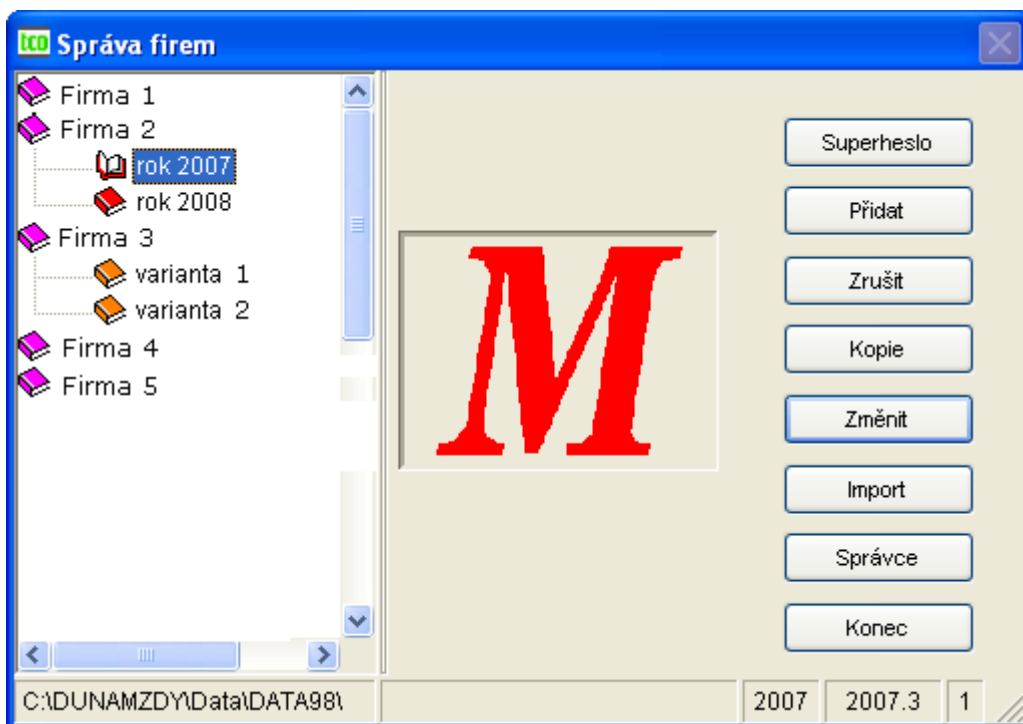 tco Správa firem
Firma 1
Firma 2
rok 2007
rok 2008
Firma 3
varianta 1
varianta 2
Firma 4
Firma 5
M
Superheslo
Přidat
Zrušit
Kopie
Změnit
Import
Správce
Konec
C:\DUNAMZDY\Data\DATA98\ 2007 2007.3 1